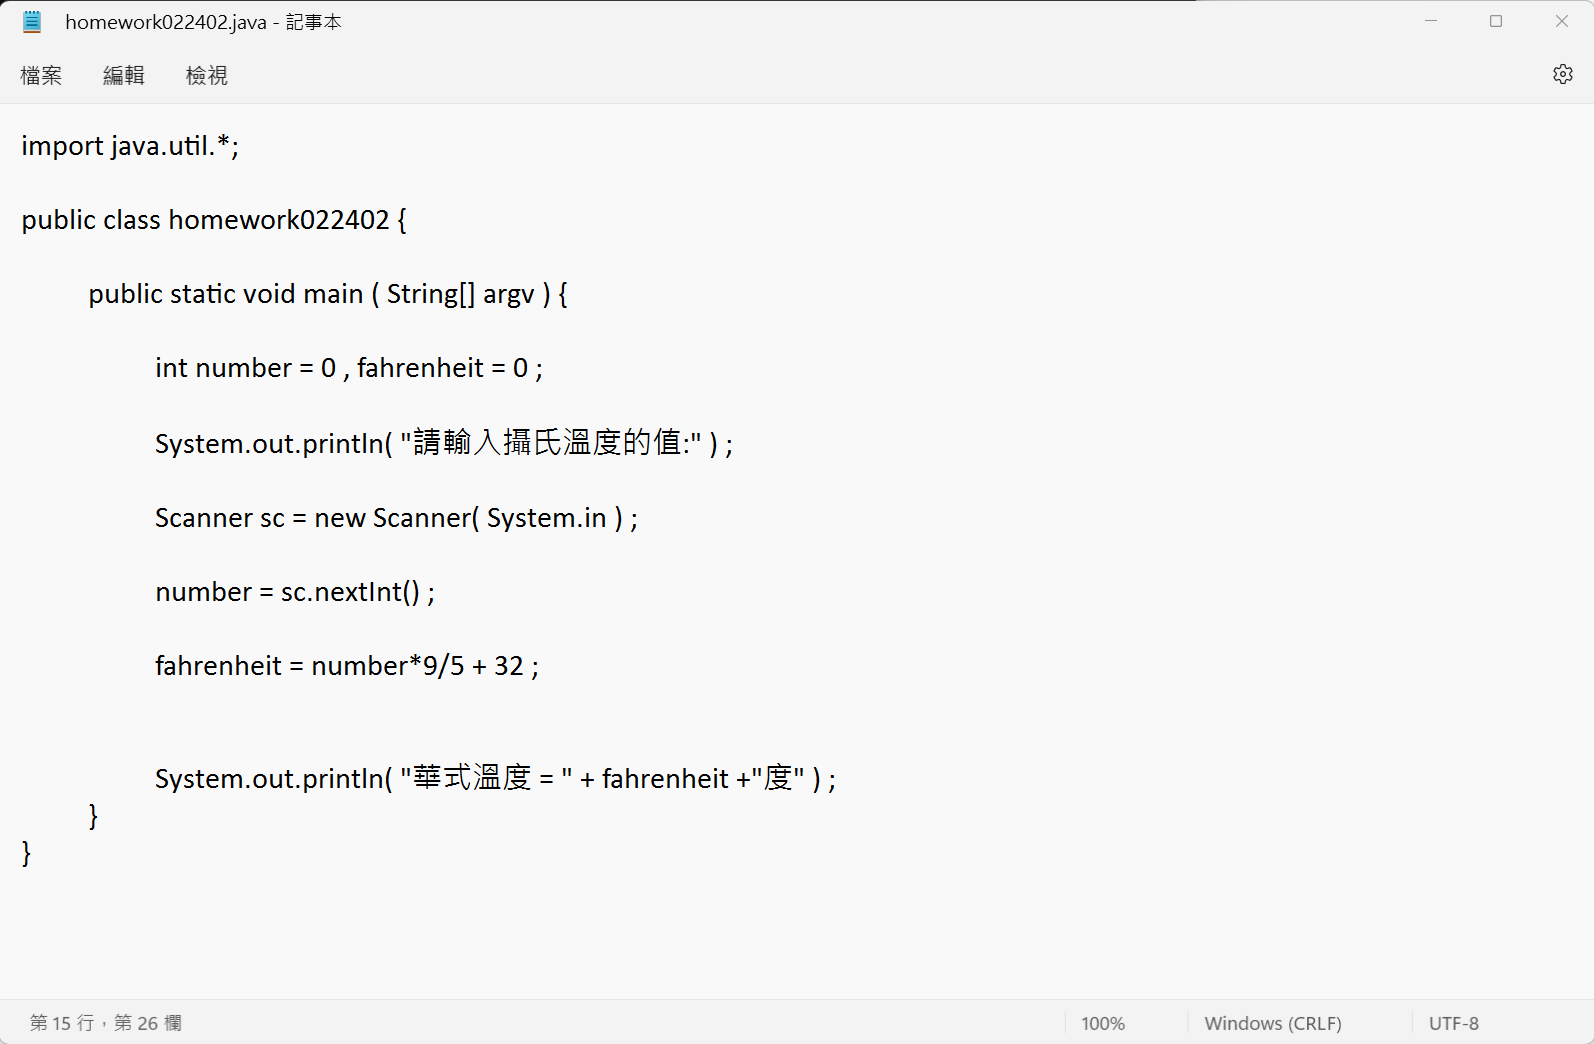 homework022402.java - 記事本
檔案 編輯 檢視
import java.util.*;
public class homework022402 {
public static void main ( String[] argv ) {
int number = 0 , fahrenheit = 0 ;
System.out.println( "請輸入攝氏溫度的值:" ) ;
Scanner sc = new Scanner( System.in ) ;
number = sc.nextInt() ;
fahrenheit = number*9/5 + 32 ;
System.out.println( "華式溫度 = " + fahrenheit +"度" ) ;
}
}
第 15 行，第 26 欄 100% Windows (CRLF) UTF-8